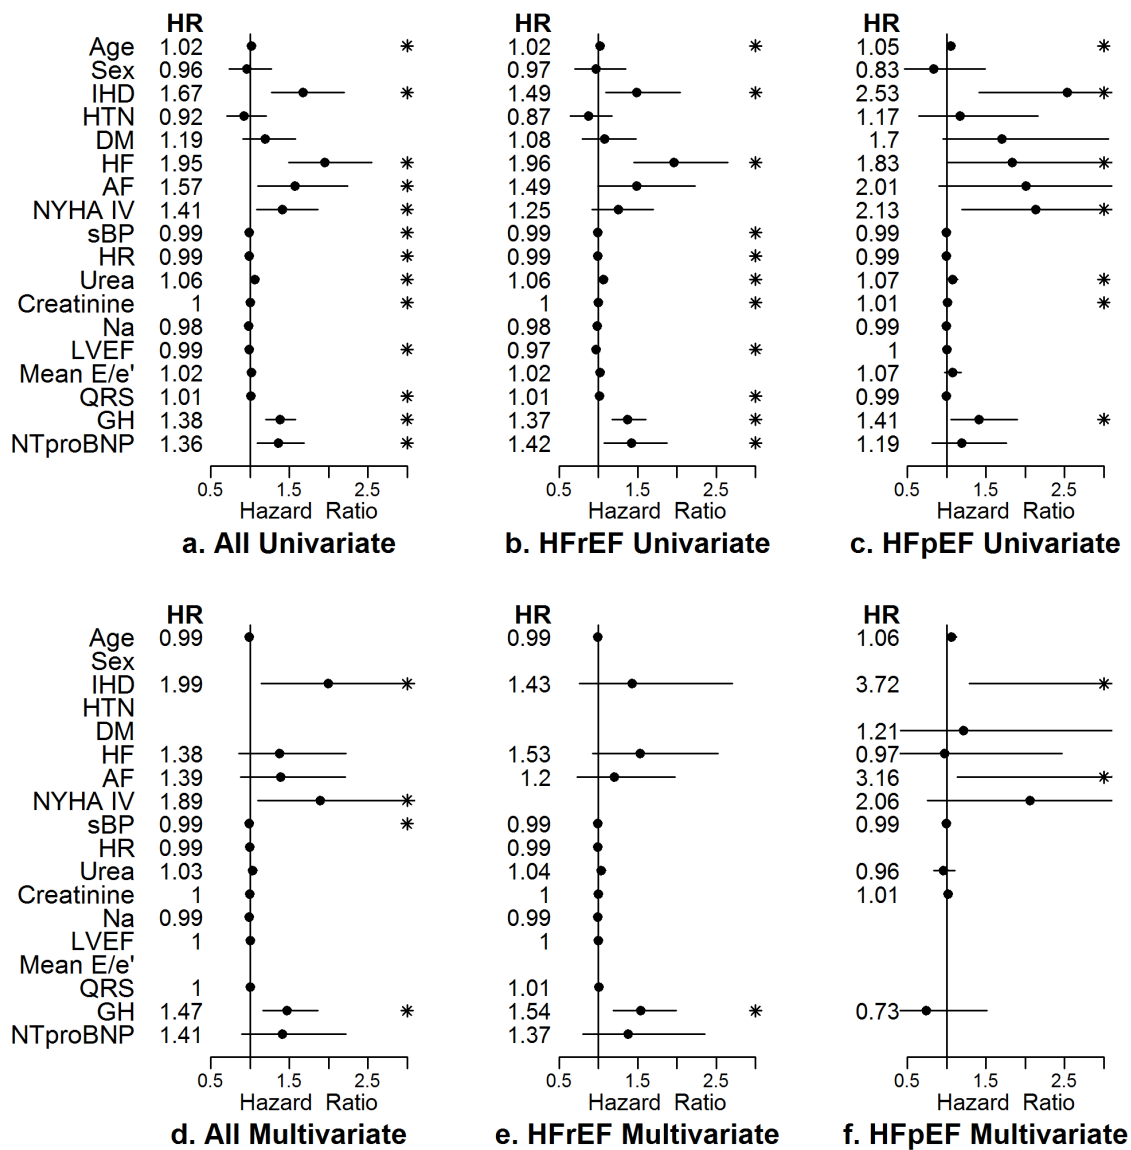 HR HR HR
Age 1.02 * 1.02 * 1.05 *
Sex 0.96 0.97 0.83
IHD 1.67 * 1.49 * 2.53 *
HTN 0.92 0.87 1.17
DM 1.19 1.08 1.7
HF 1.95 * 1.96 * 1.83 *
AF 1.57 * 1.49 2.01
NYHA IV 1.41 * 1.25 2.13 *
sBP 0.99 * 0.99 * 0.99
HR 0.99 * 0.99 * 0.99
Urea 1.06 * 1.06 * 1.07 *
Creatinine 1 * 1 * 1.01 *
Na 0.98 0.98 0.99
LVEF 0.99 * 0.97 * 1
Mean E/e' 1.02 1.02 1.07
QRS 1.01 * 1.01 * 0.99
GH 1.38 * 1.37 * 1.41 *
NTproBNP 1.36 * 1.42 * 1.19
0.5 1.5 2.5 0.5 1.5 2.5 0.5 1.5 2.5
Hazard Ratio Hazard Ratio Hazard Ratio
a. All Univariate b. HFrEF Univariate c. HFpEF Univariate
HR HR HR
Age 0.99 0.99 1.06
Sex
IHD 1.99 * 1.43 3.72 *
HTN
DM 1.21
HF 1.38 1.53 0.97
AF 1.39 1.2 3.16 *
NYHA IV 1.89 * 2.06
sBP 0.99 * 0.99 0.99
HR 0.99 0.99
Urea 1.03 1.04 0.96
Creatinine 1 1 1.01
Na 0.99 0.99
LVEF 1 1
Mean E/e'
QRS 1 1.01
GH 1.47 * 1.54 * 0.73
NTproBNP 1.41 1.37
0.5 1.5 2.5 0.5 1.5 2.5 0.5 1.5 2.5
Hazard Ratio Hazard Ratio Hazard Ratio
d. All Multivariate e. HFrEF Multivariate f. HFpEF Multivariate